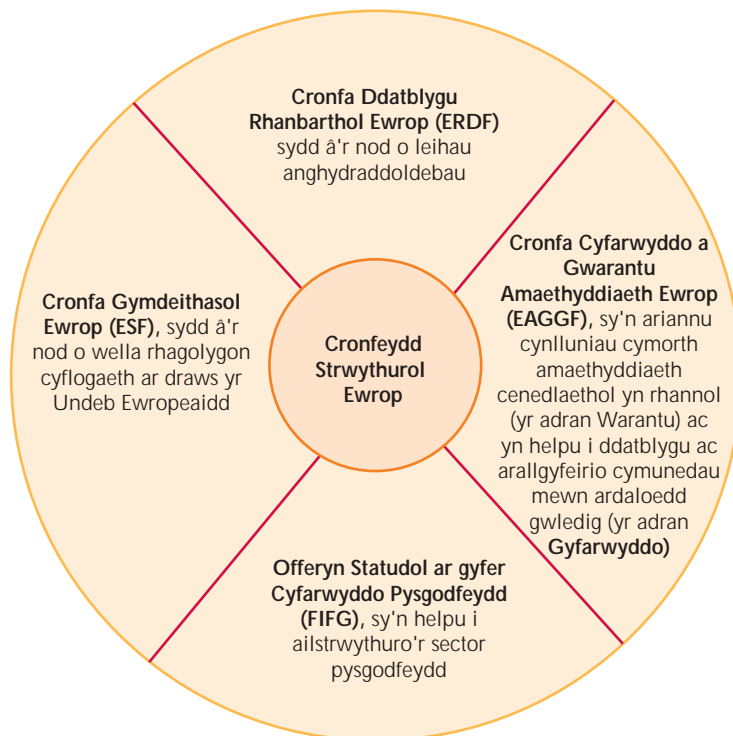 Cronfa Ddatblygu
Rhanbarthol Ewrop (ERDF)
sydd â'r nod o leihau
anghydraddoldebau
Cronfa Cyfarwyddo a
Gwarantu
Amaethyddiaeth Ewrop
(EAGGF), sy'n ariannu
cynlluniau cymorth
amaethyddiaeth
cenedlaethol yn rhannol
(yr adran Warantu) ac
yn helpu i ddatblygu ac
arallgyfeirio cymunedau
mewn ardaloedd
gwledig (yr adran
Gyfarwyddo)
Cronfa Gymdeithasol
Ewrop (ESF), sydd â'r
nod o wella rhagolygon
cyflogaeth ar draws yr
Undeb Ewropeaidd
Cronfeydd
Strwythurol
Ewrop
Offeryn Statudol ar gyfer
Cyfarwyddo Pysgodfeydd
(FIFG), sy'n helpu i
ailstrwythuro'r sector
pysgodfeydd